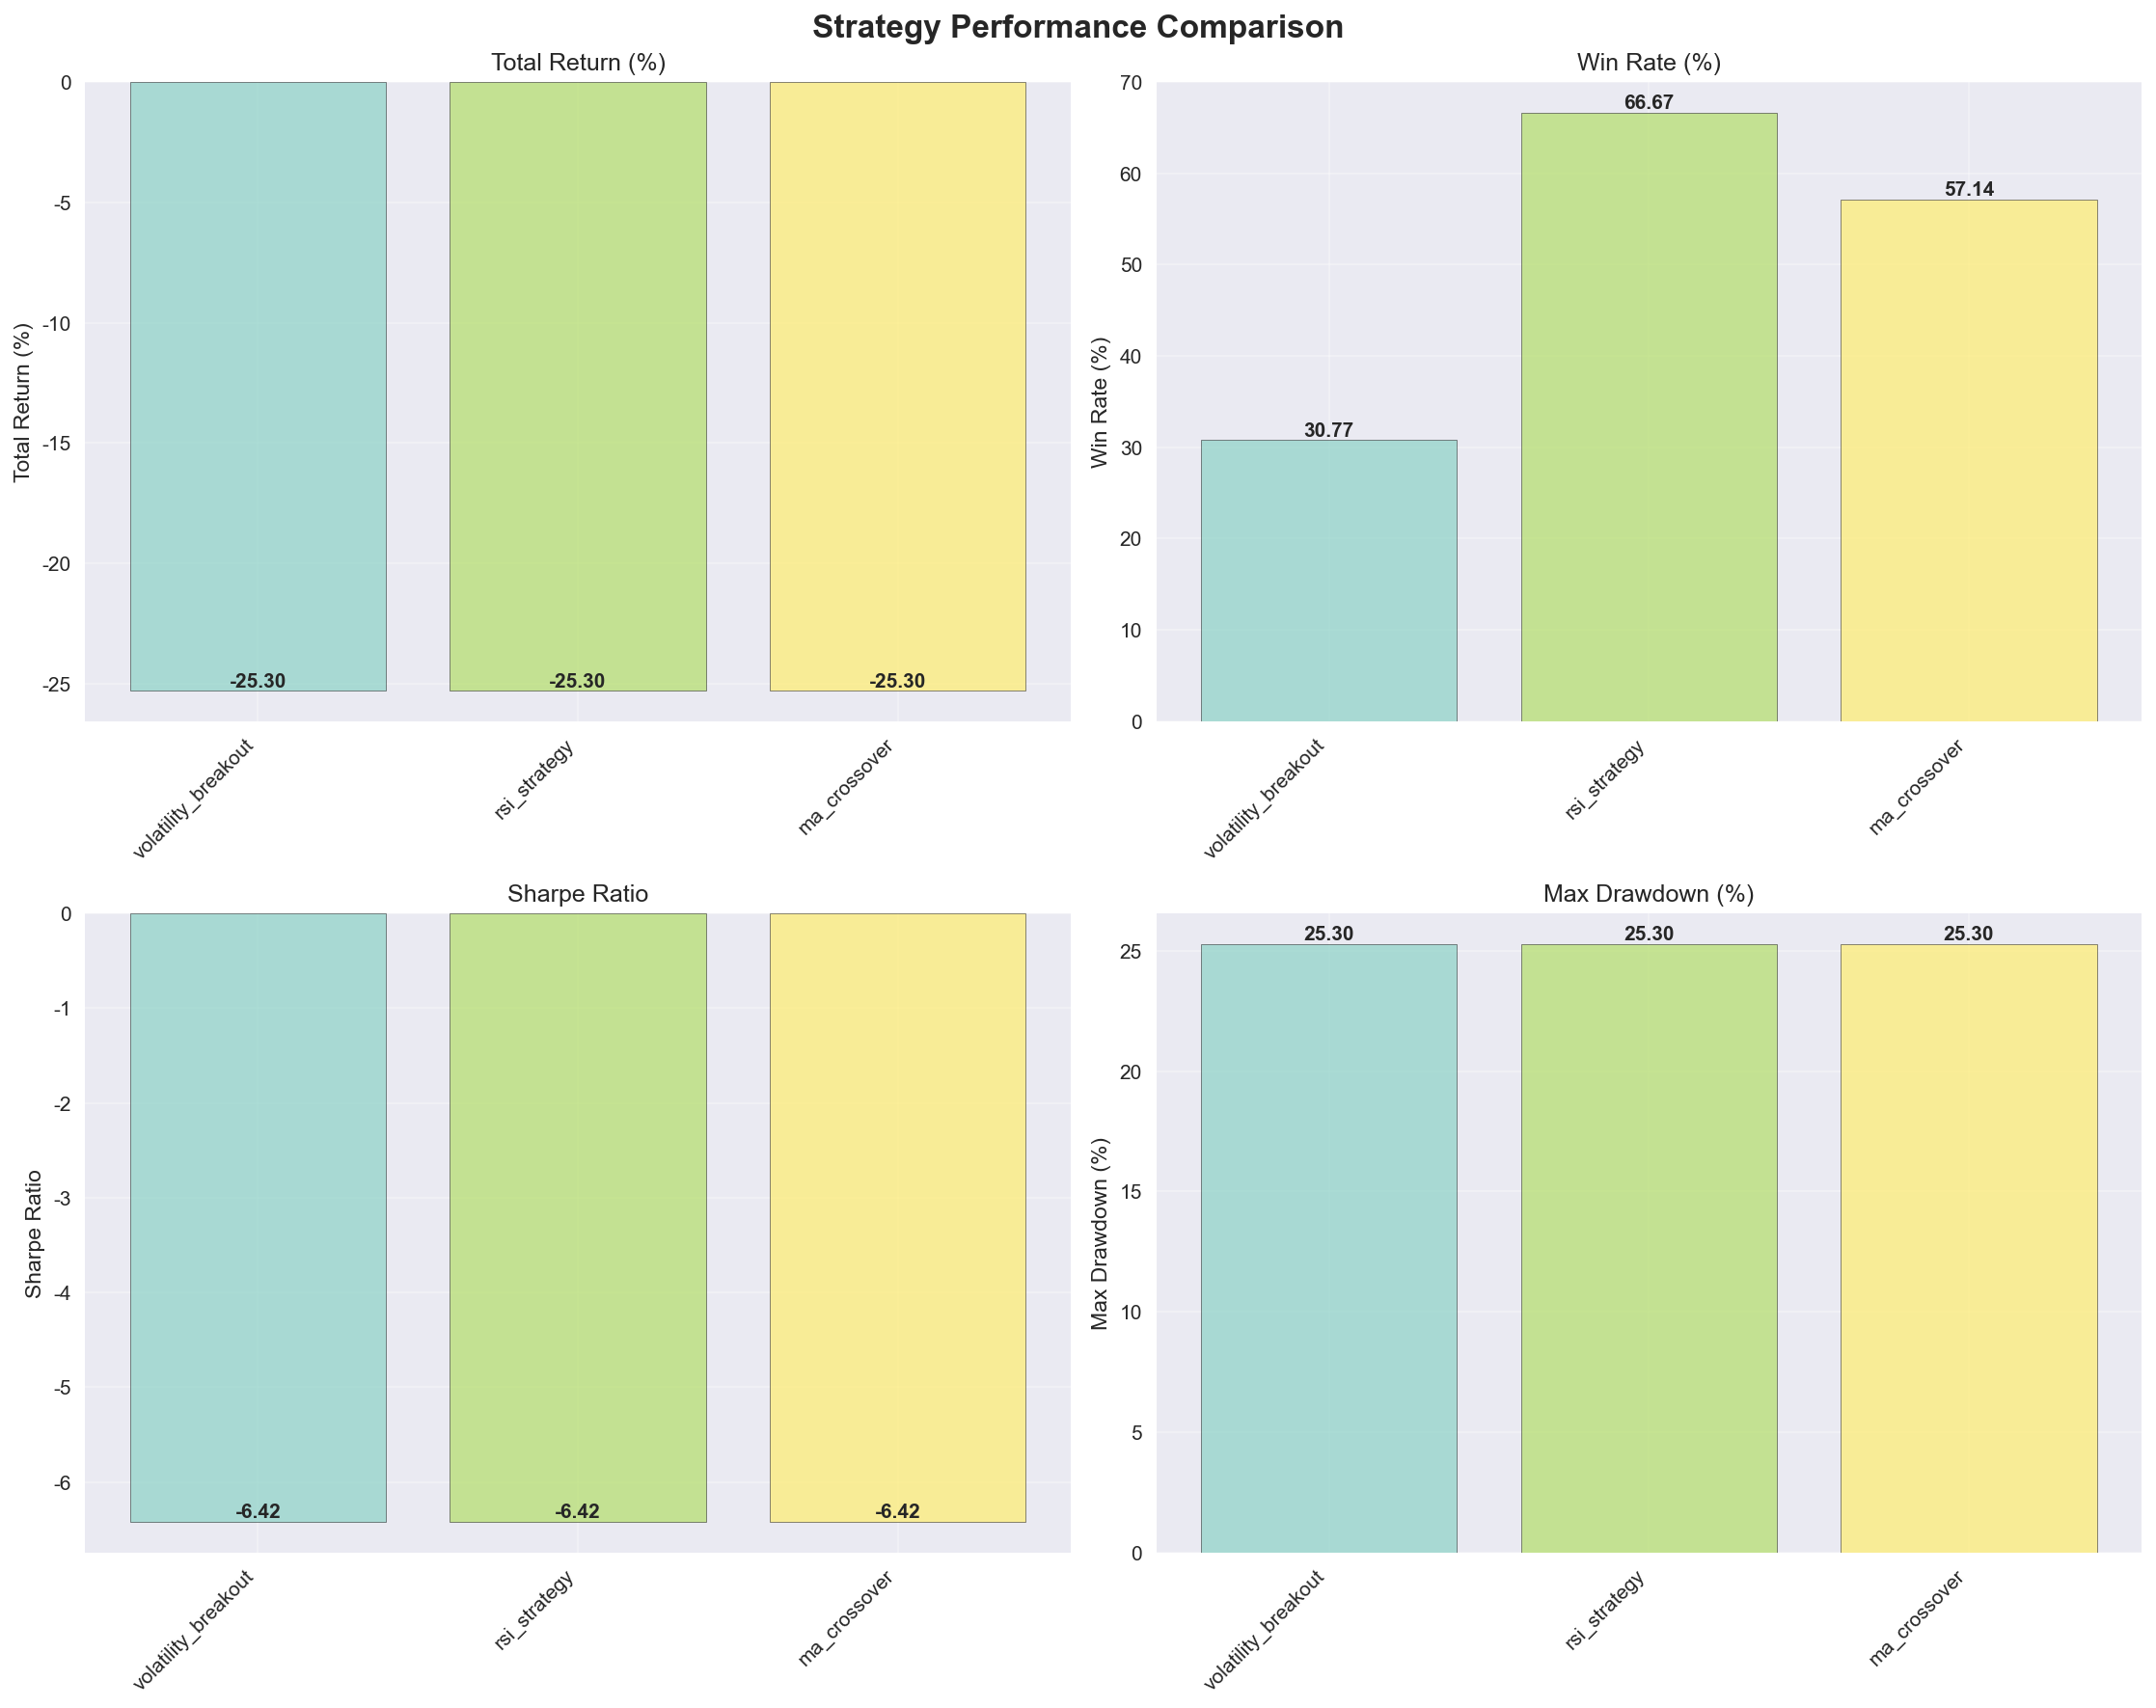 Strategy Performance Comparison
Total Return (%)
0
-5
-10
-15
-20
-25
Total Return (%)
-25.30
-25.30
-25.30
volatility_breakout
rsi_strategy
ma_crossover
Win Rate (%)
70
60
50
40
30
20
10
0
Win Rate (%)
30.77
66.67
57.14
volatility_breakout
rsi_strategy
ma_crossover
Sharpe Ratio
0
-1
-2
-3
-4
-5
-6
Sharpe Ratio
-6.42
-6.42
-6.42
volatility_breakout
rsi_strategy
ma_crossover
Max Drawdown (%)
25
20
15
10
5
0
Max Drawdown (%)
25.30
25.30
25.30
volatility_breakout
rsi_strategy
ma_crossover